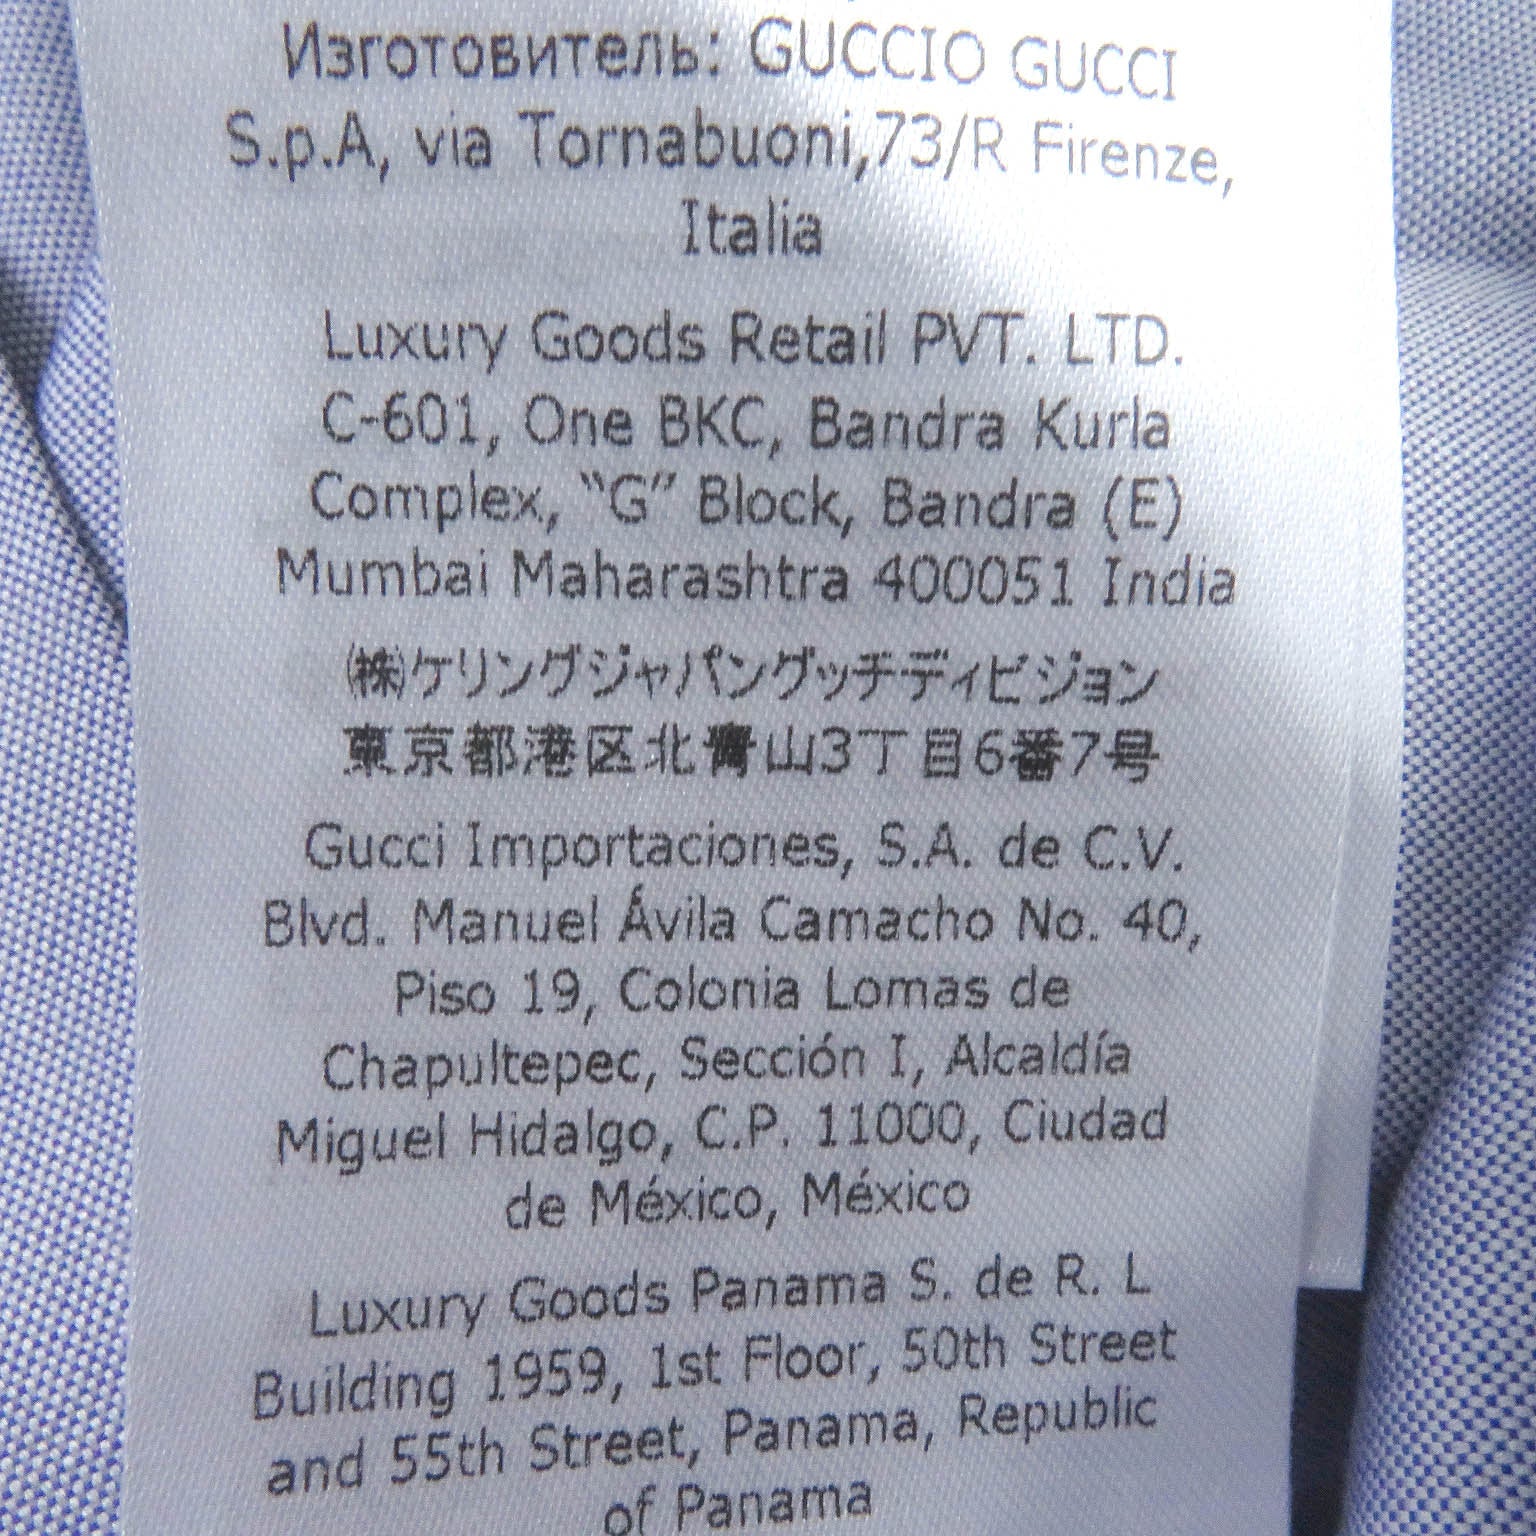 Изготовитель: GUCCIO GUCCI
S.p.A, via Tornabuoni,73/R Firenze,
Italia
Luxury Goods Retail PVT. LTD.
C-601, One BKC, Bandra Kurla
Complex, “G” Block, Bandra (E)
Mumbai Maharashtra 400051 India
㈱ケリングジャパングッチディビジョン
東京都港区北青山3丁目6番7号
Gucci Importaciones, S.A. de C.V.
Blvd. Manuel Ávila Camacho No. 40,
Piso 19, Colonia Lomas de
Chapultepec, Sección I, Alcaldía
Miguel Hidalgo, C.P. 11000, Ciudad
de México, México
Luxury Goods Panama S. de R. L
Building 1959, 1st Floor, 50th Street
and 55th Street, Panama, Republic
of Panama